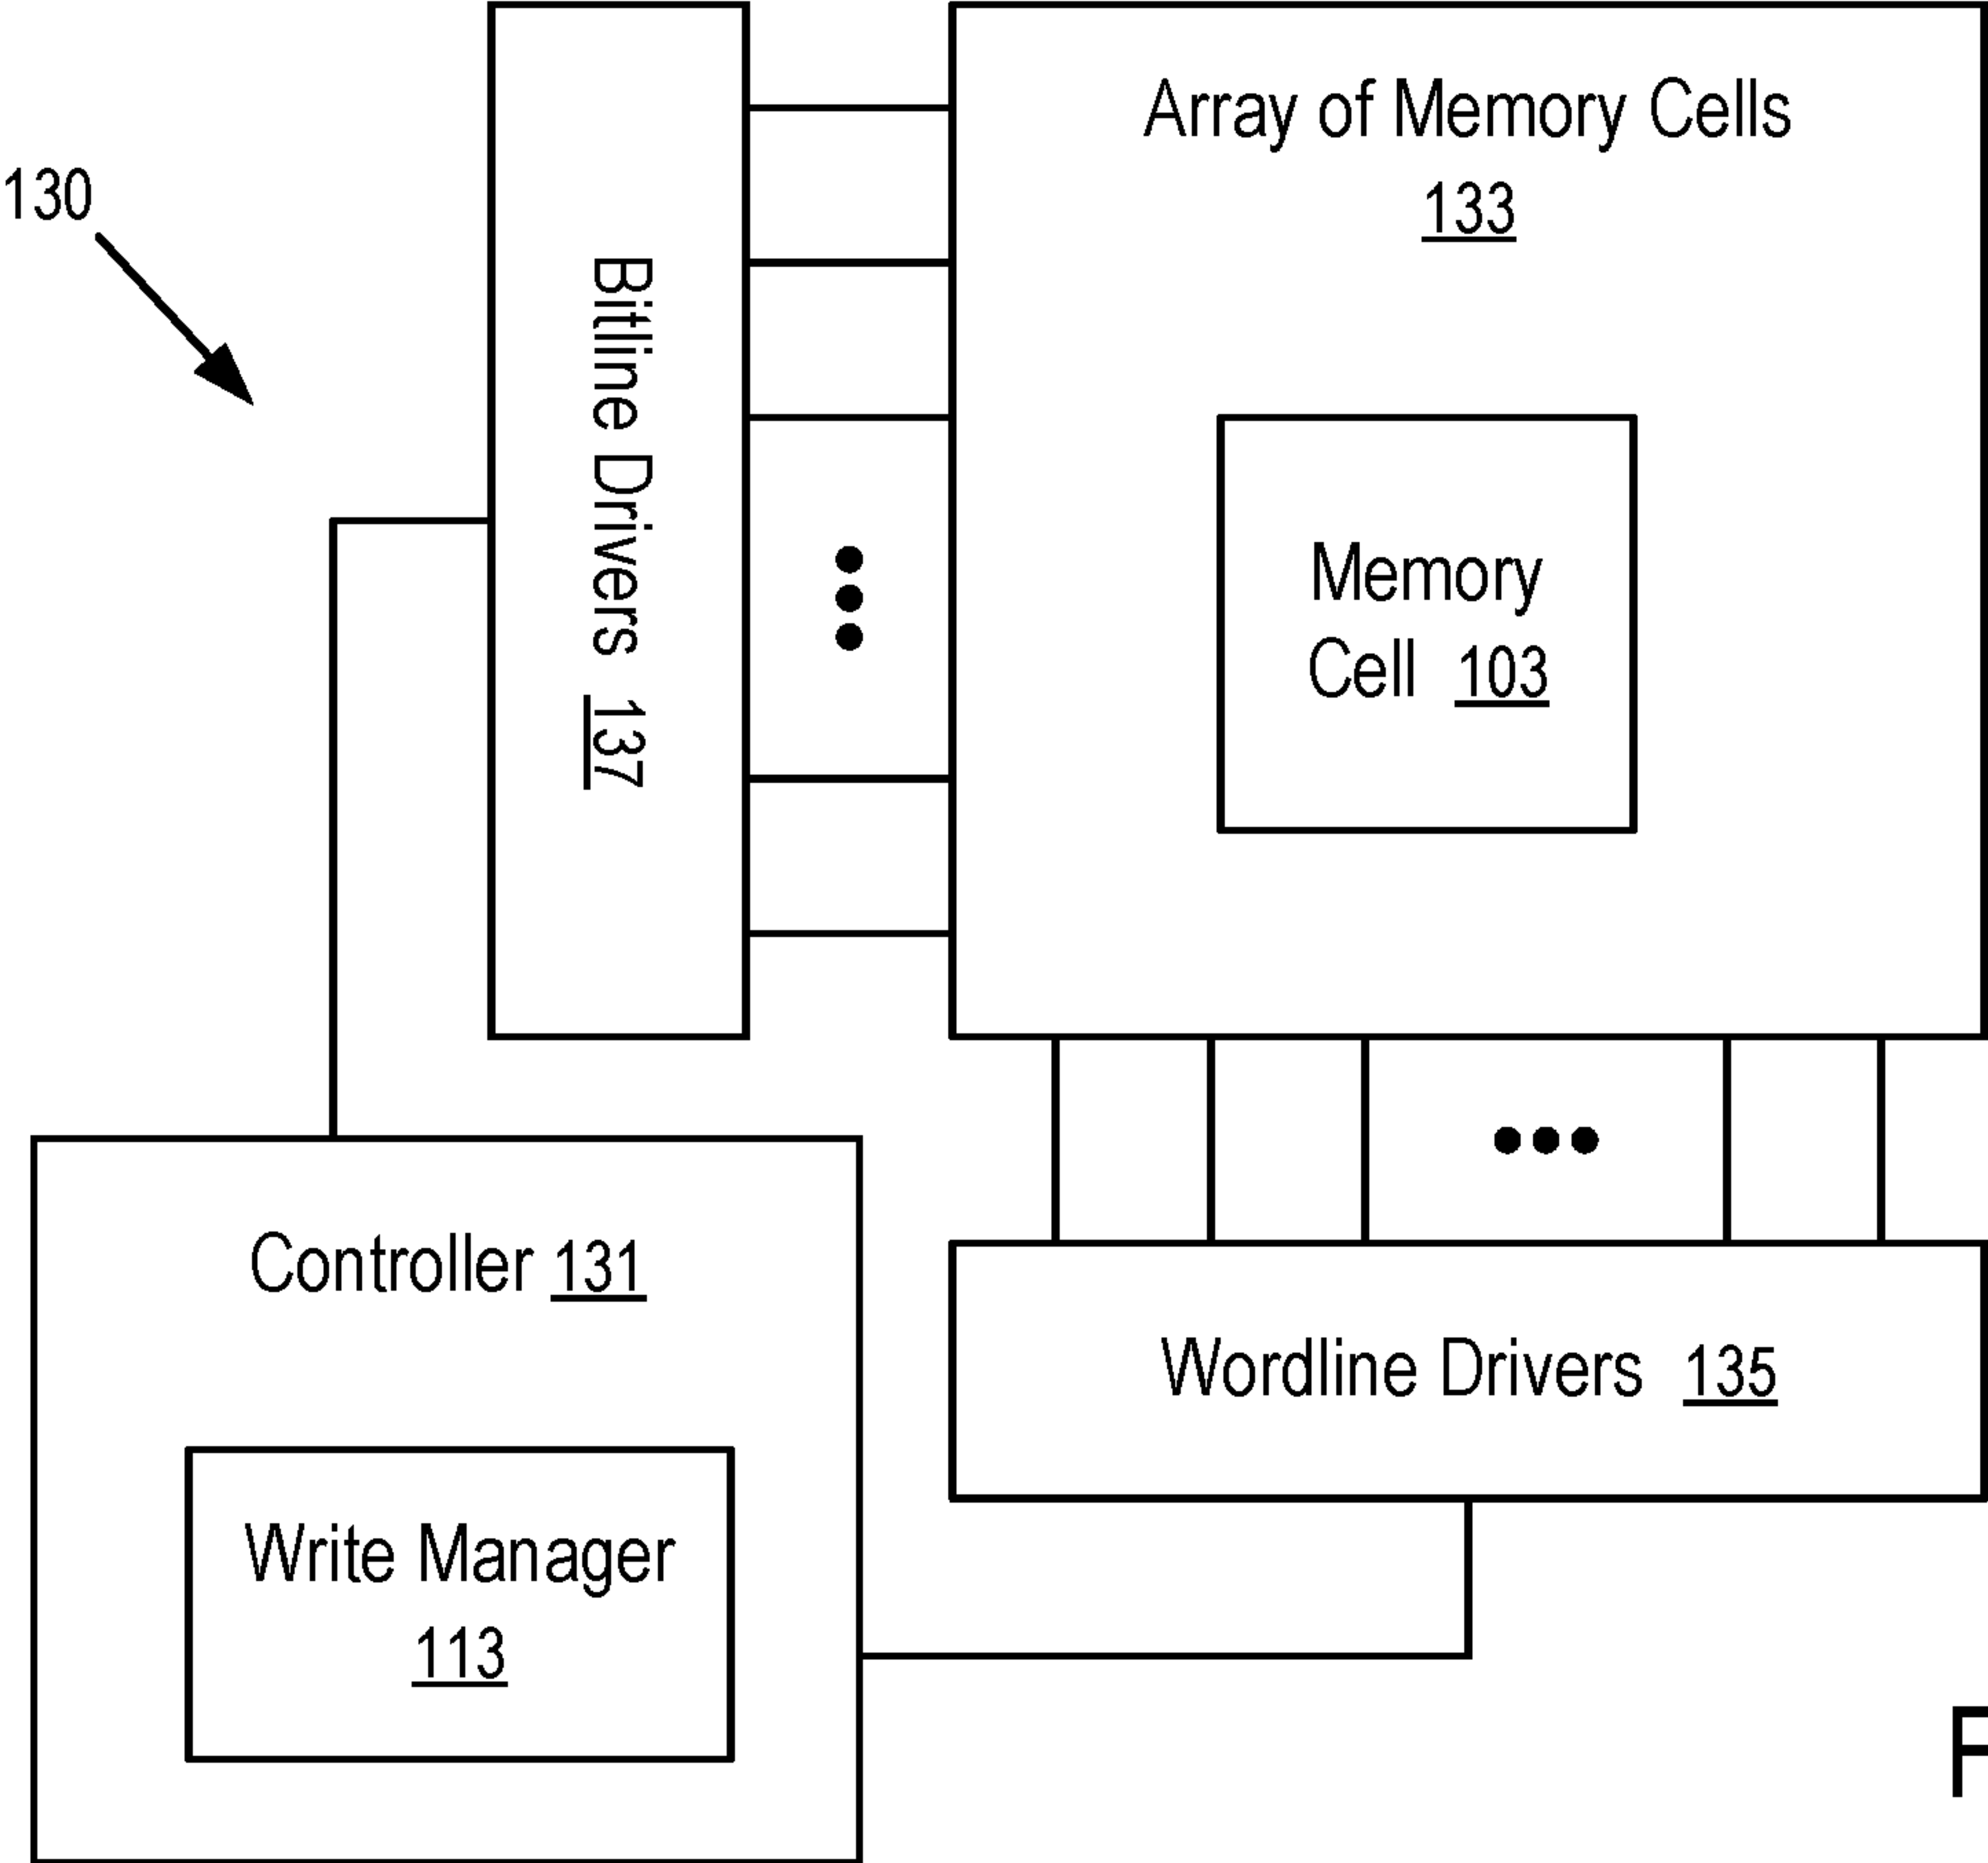 130
Array of Memory Cells
133
Bitline Drivers 137
Memory
Cell 103
Controller 131
Wordline Drivers 135
Write Manager
113
F